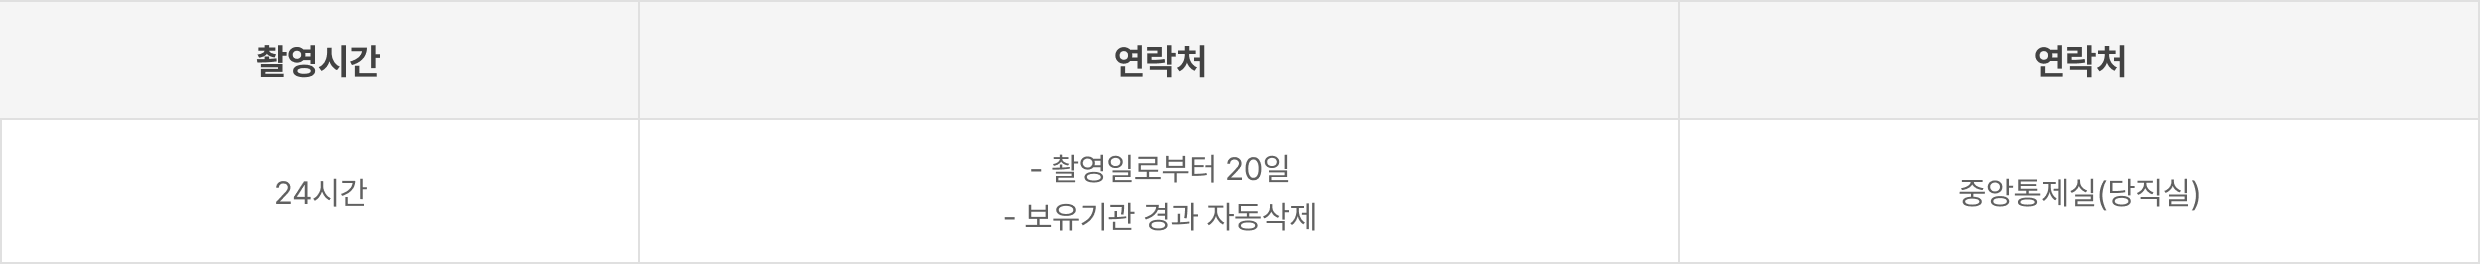 촬영시간 연락처 연락처
24시간
- 촬영일로부터 20일
- 보유기관 경과 자동삭제
중앙통제실(당직실)